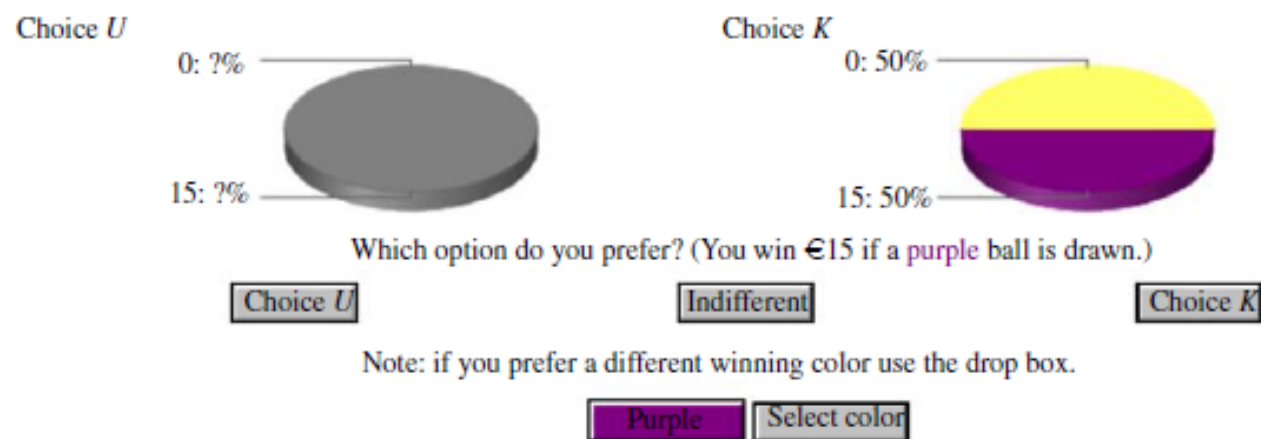 Choice U
Choice K
0: ?%
0: 50%
15: ?%
15: 50%
Which option do you prefer? (You win €15 if a purple ball is drawn.)
Choice U
Indifferent
Choice K
Note: if you prefer a different winning color use the drop box.
Purple
Select color